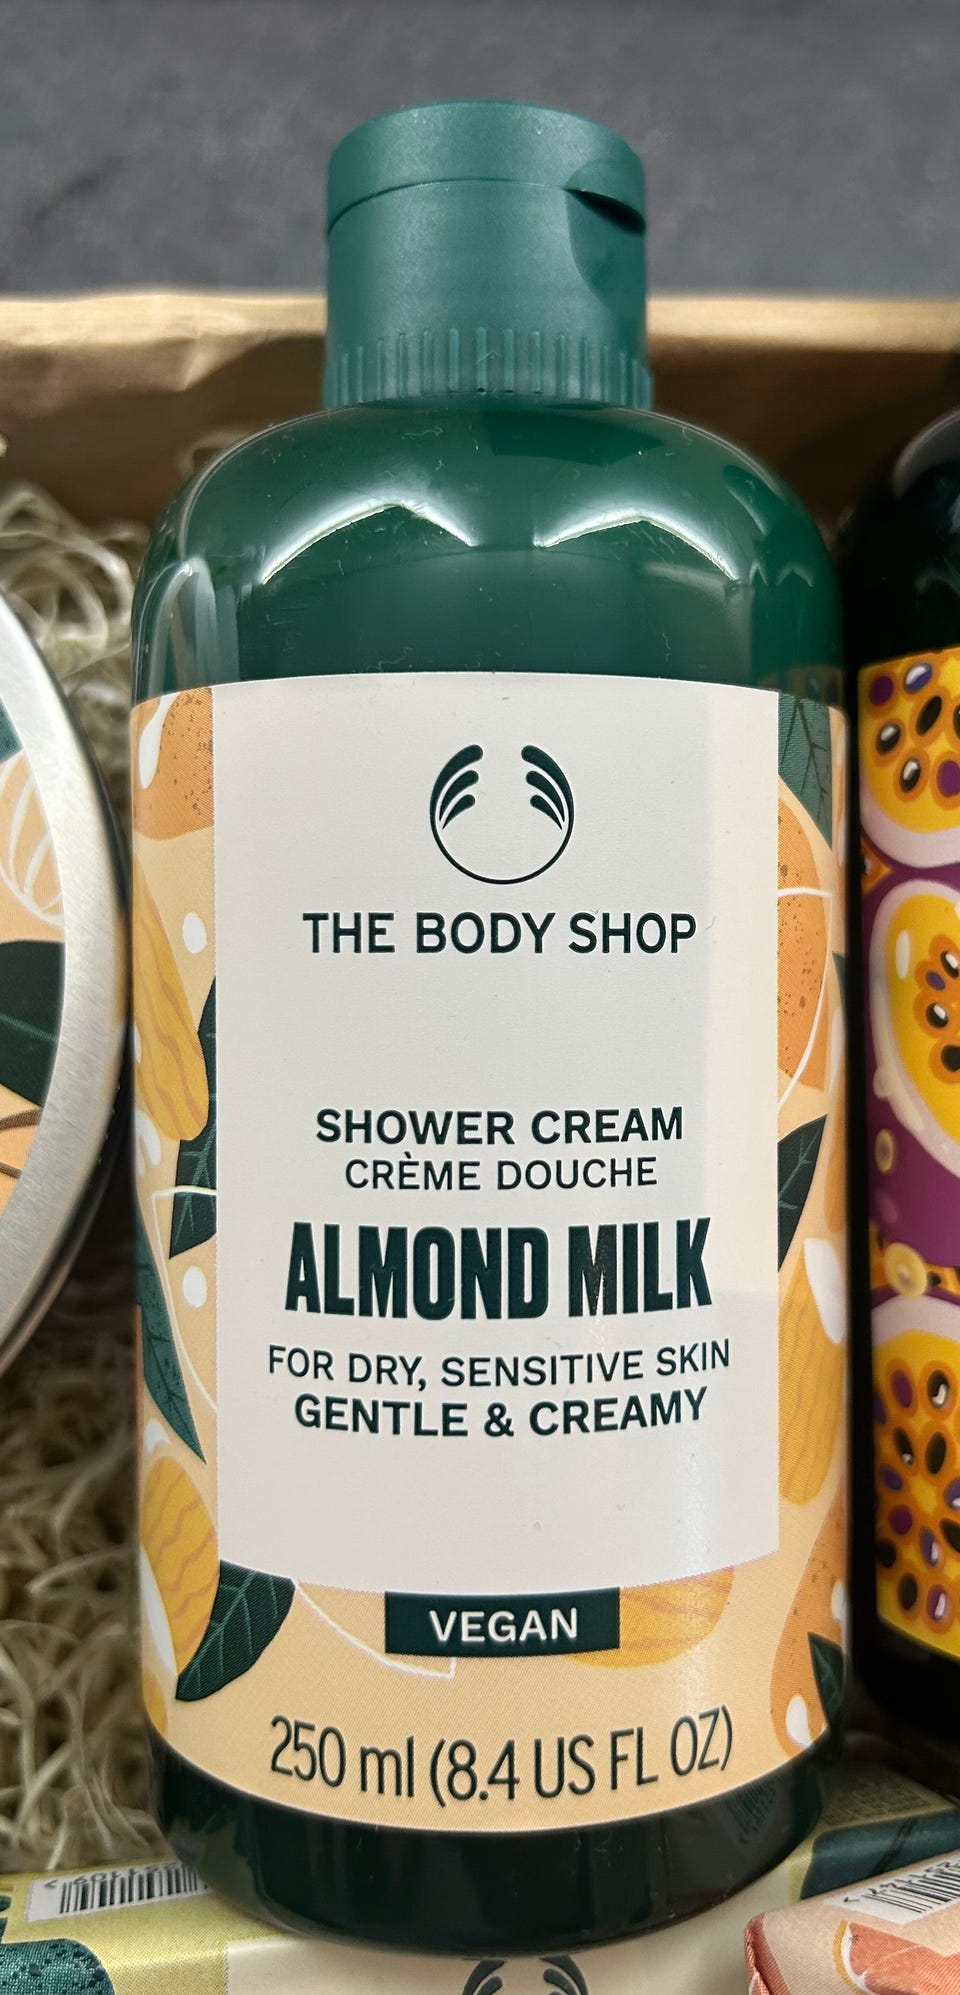 THE BODY SHOP
SHOWER CREAM
CRÈME DOUCHE
ALMOND MILK
FOR DRY, SENSITIVE SKIN
GENTLE & CREAMY
VEGAN
250 ml (8.4 US FL OZ)